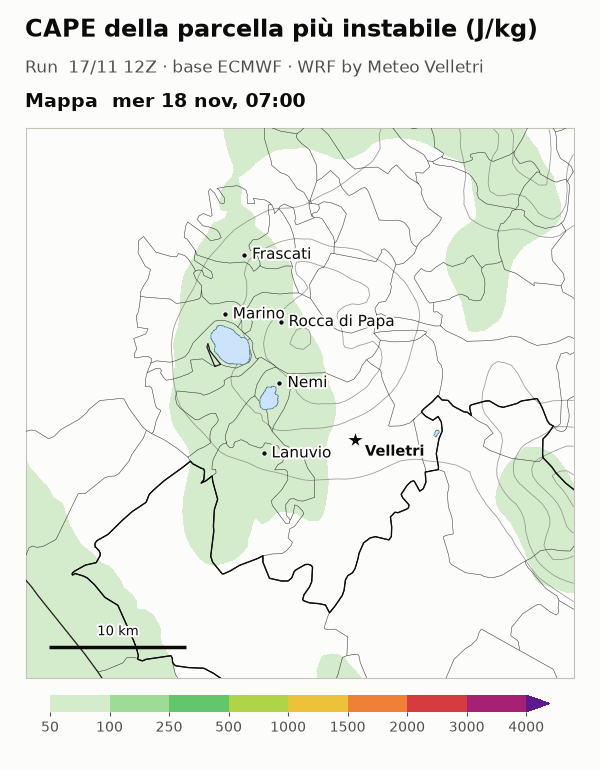 CAPE della parcella più instabile (J/kg)
Run  17/11 12Z · base ECMWF · WRF by Meteo Velletri
Mappa  mer 18 nov, 07:00
Frascati
Marino
Rocca di Papa
Nemi
Velletri
Lanuvio
10 km
50 100 250 500 1000 1500 2000 3000 4000